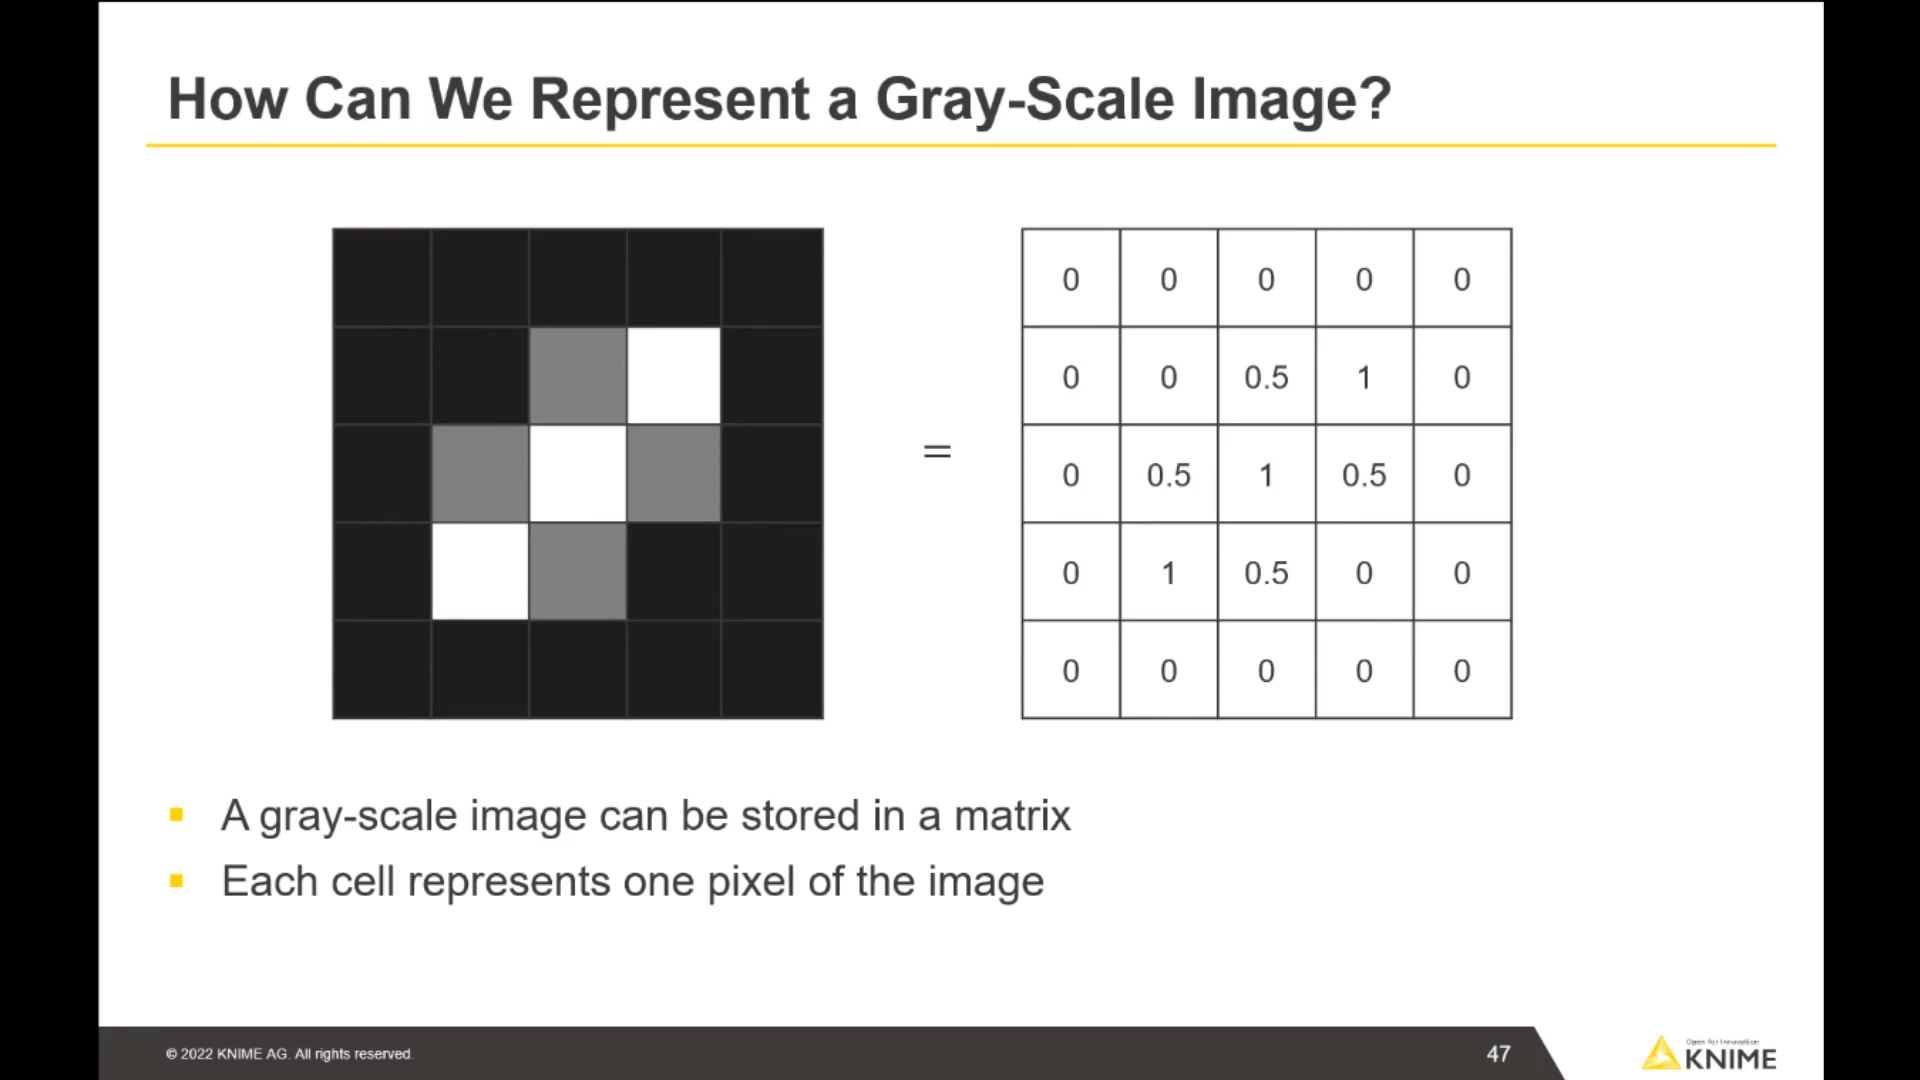 How Can We Represent a Gray-Scale Image?
0 0 0 0 0
0 0 0.5 1 0
=
0 0.5 1 0.5 0
0 1 0.5 0 0
0 0 0 0 0
A gray-scale image can be stored in a matrix
Each cell represents one pixel of the image
© 2022 KNIME AG. All rights reserved.
47
Open for Innovation
KNIME